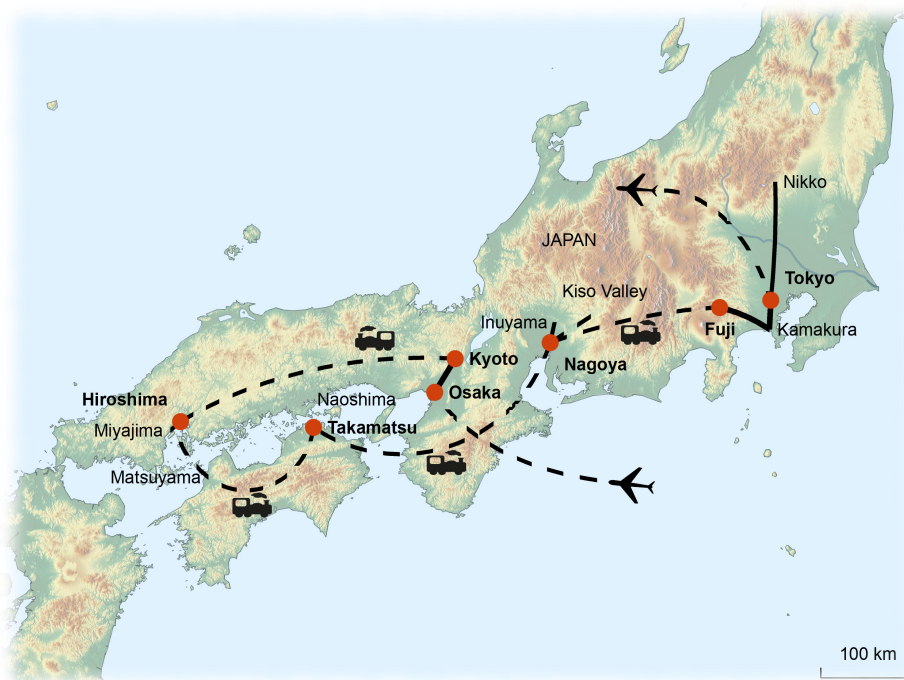 Nikko
JAPAN
Tokyo
Kiso Valley
Inuyama
Fuji
Kamakura
Kyoto
Nagoya
Osaka
Hiroshima
Naoshima
Miyajima
Takamatsu
Matsuyama
100 km